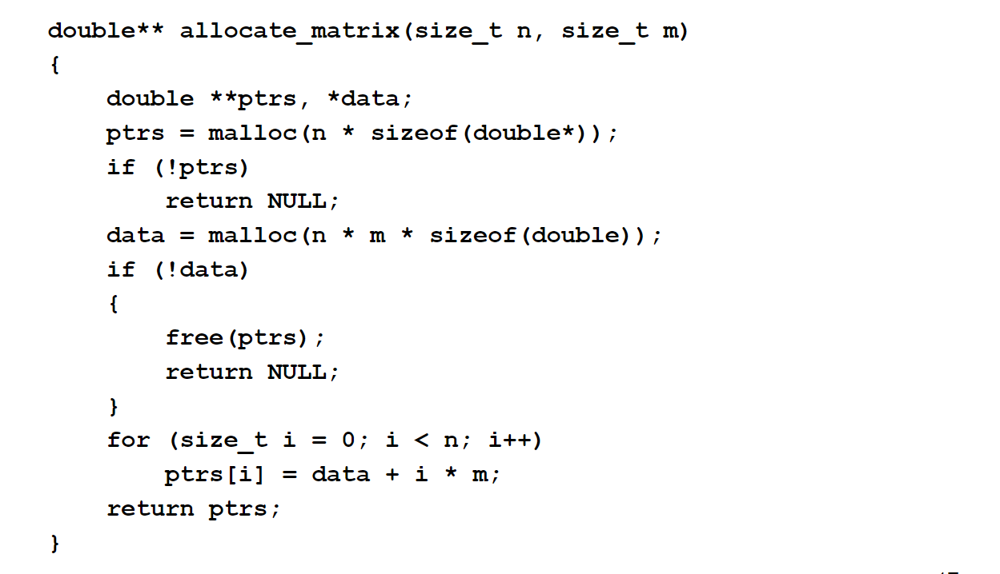 double** allocate_matrix(size_t n, size_t m)
{
    double **ptrs, *data;
    ptrs = malloc(n * sizeof(double*));
    if (!ptrs)
        return NULL;
    data = malloc(n * m * sizeof(double));
    if (!data)
    {
        free(ptrs);
        return NULL;
    }
    for (size_t i = 0; i < n; i++)
        ptrs[i] = data + i * m;
    return ptrs;
}